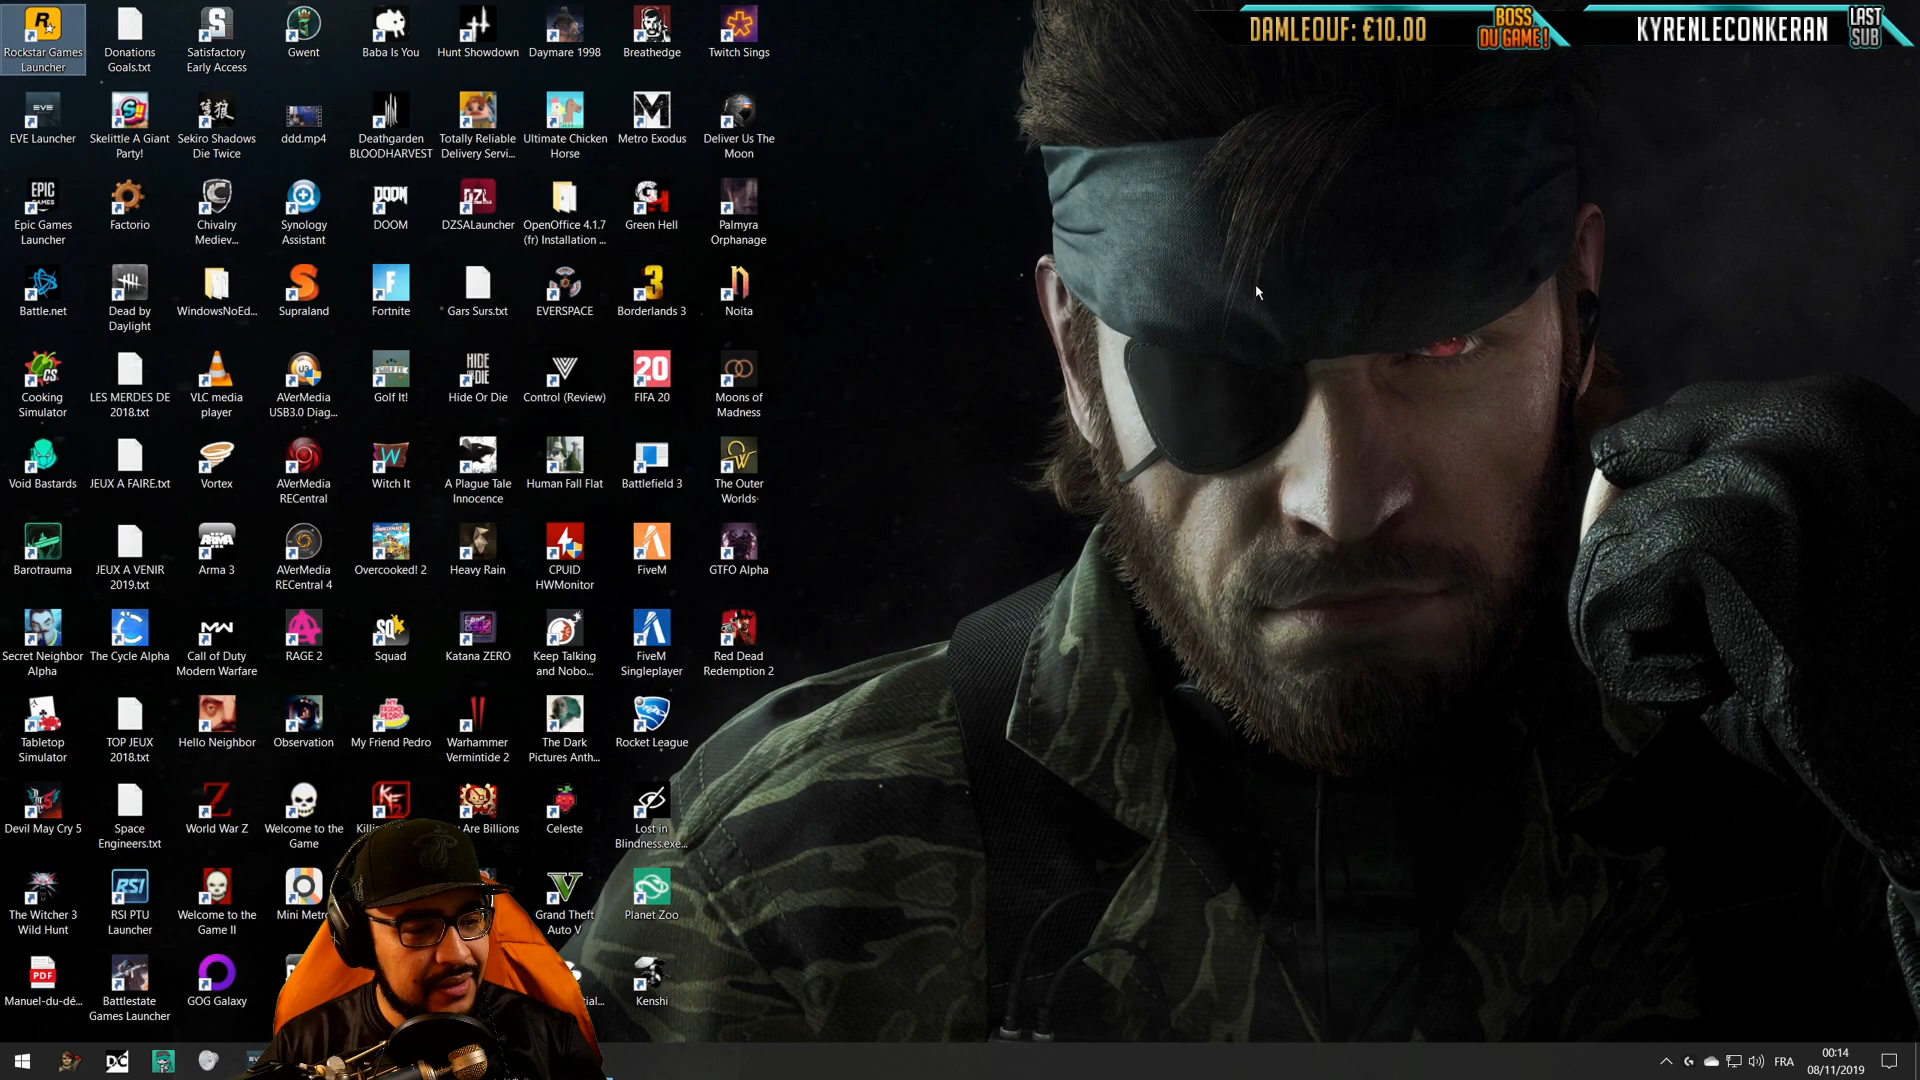 DAMLEOUF: €10.00
BOSS
DU GAME !
KYRENLECONKERAN
LAST
SUB
Rockstar Games
Launcher
Donations
Goals.txt
Satisfactory
Early Access
Gwent
Baba Is You
Hunt Showdown
Daymare 1998
Breathedge
Twitch Sings
EVE Launcher
Skelittle A Giant
Party!
Sekiro Shadows
Die Twice
ddd.mp4
Deathgarden
BLOODHARVEST
Totally Reliable
Delivery Servi...
Ultimate Chicken
Horse
Metro Exodus
Deliver Us The
Moon
Epic Games
Launcher
Factorio
Chivalry
Mediev...
Synology
Assistant
DOOM
DZSALauncher
OpenOffice 4.1.7
(fr) Installation ...
Green Hell
Palmyra
Orphanage
Battle.net
Dead by
Daylight
WindowsNoEd...
Supraland
Fortnite
Gars Surs.txt
EVERSPACE
Borderlands 3
Noita
Cooking
Simulator
LES MERDES DE
2018.txt
VLC media
player
AVerMedia
USB3.0 Diag...
Golf It!
Hide Or Die
Control (Review)
FIFA 20
Moons of
Madness
Void Bastards
JEUX A FAIRE.txt
Vortex
AVerMedia
RECentral
Witch It
A Plague Tale
Innocence
Human Fall Flat
Battlefield 3
The Outer
Worlds
Barotrauma
JEUX A VENIR
2019.txt
Arma 3
AVerMedia
RECentral 4
Overcooked! 2
Heavy Rain
CPUID
HWMonitor
FiveM
GTFO Alpha
Secret Neighbor
Alpha
The Cycle Alpha
Call of Duty
Modern Warfare
RAGE 2
Squad
Katana ZERO
Keep Talking
and Nobo...
FiveM
Singleplayer
Red Dead
Redemption 2
Tabletop
Simulator
TOP JEUX
2018.txt
Hello Neighbor
Observation
My Friend Pedro
Warhammer
Vermintide 2
The Dark
Pictures Anth...
Rocket League
Devil May Cry 5
Space
Engineers.txt
World War Z
Welcome to the
Game
Are Billions
Celeste
Lost in
Blindness.exe...
The Witcher 3
Wild Hunt
RSI PTU
Launcher
Welcome to the
Game II
Mini Metro
Grand Theft
Auto V
Planet Zoo
Manuel-du-dé...
Battlestate
Games Launcher
GOG Galaxy
Kenshi
FRA
00:14
08/11/2019